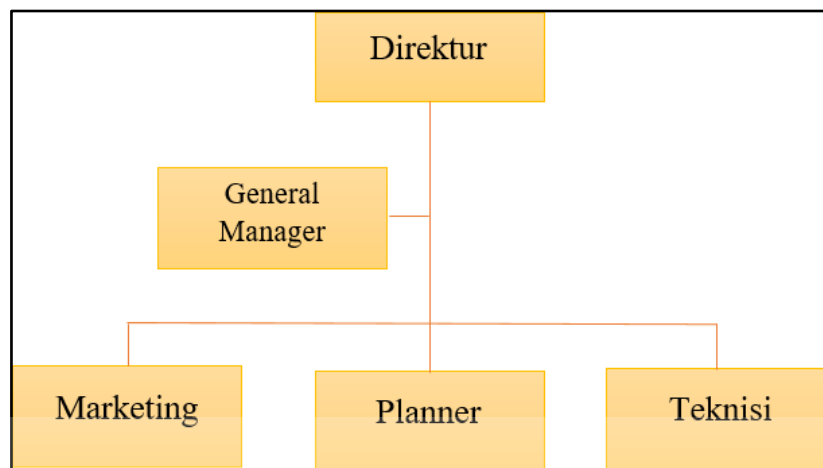 Direktur
General
Manager
Marketing
Planner
Teknisi